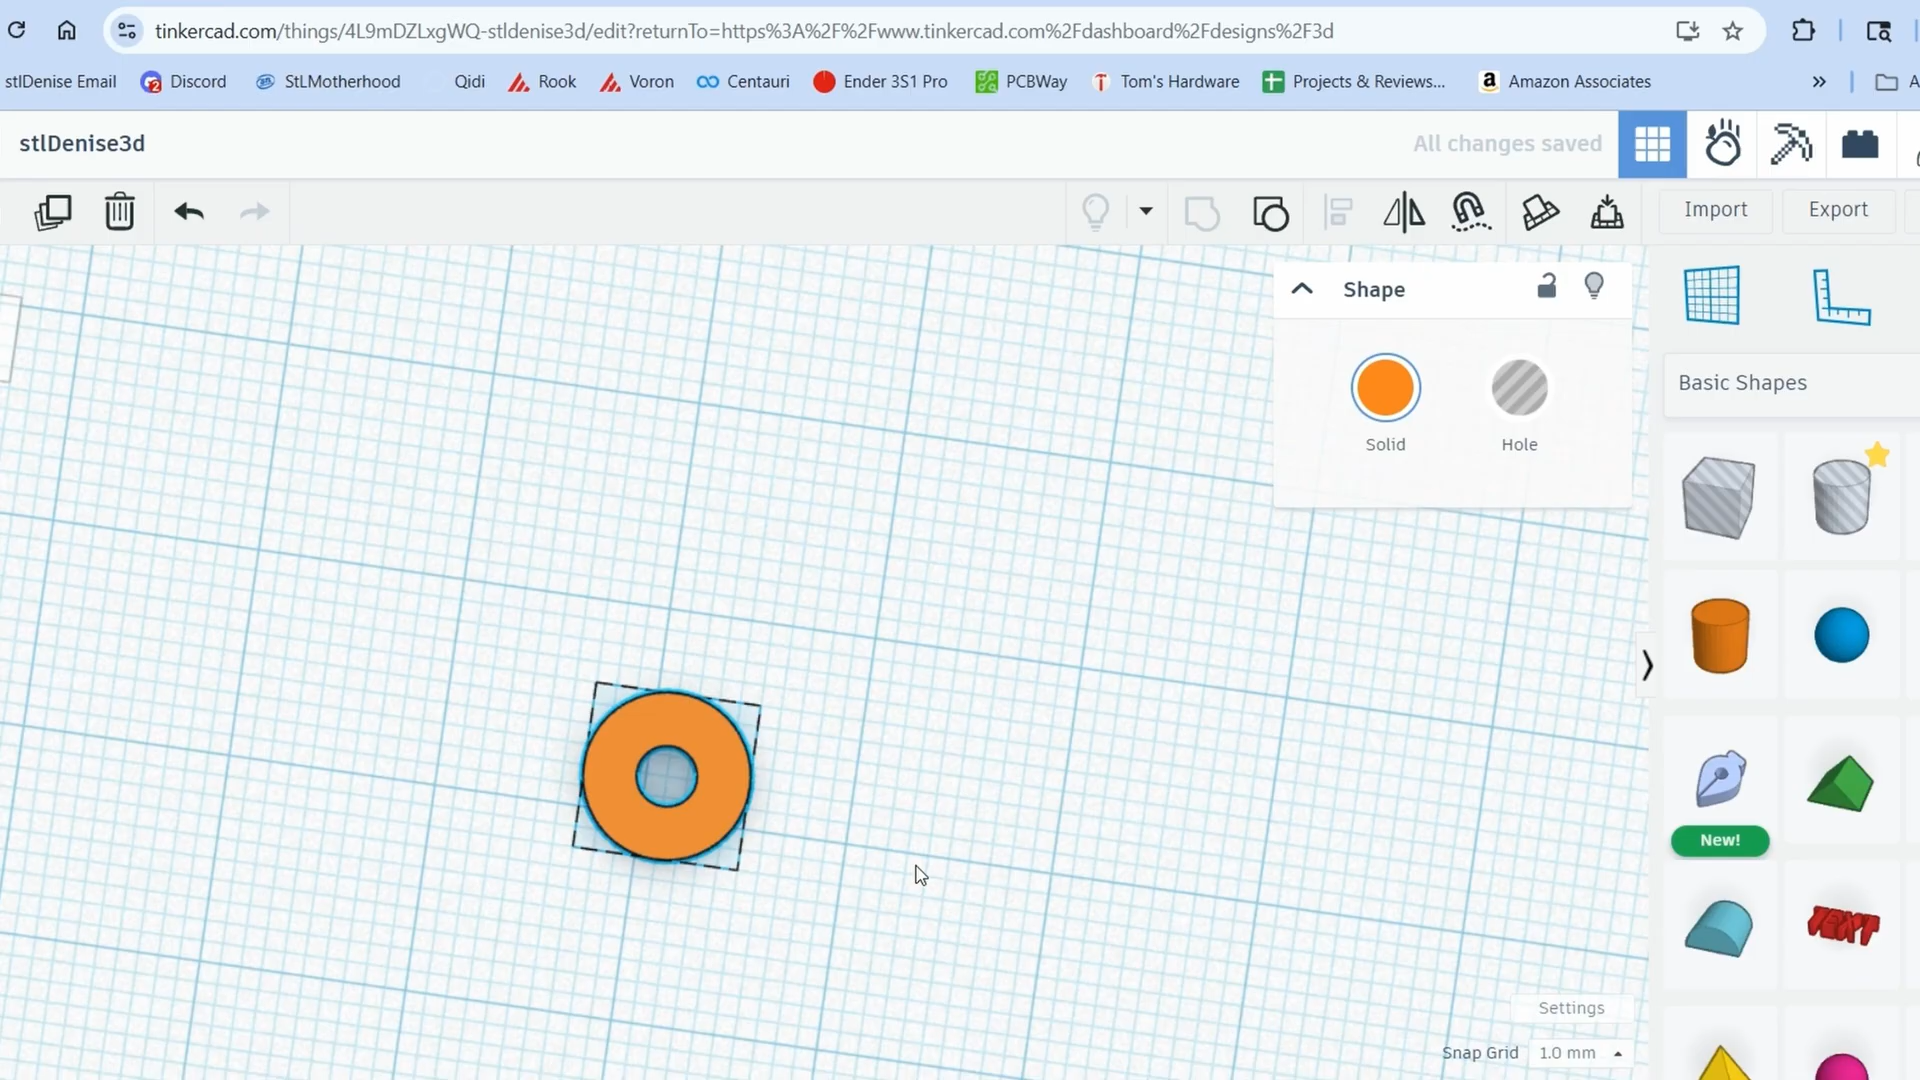 tinkercad.com/things/4L9mDZLxgWQ-stldenise3d/edit?returnTo=https%3A%2F%2Fwww.tinkercad.com%2Fdashboard%2Fdesigns%2F3d
stlDenise Email 2 Discord StLMotherhood Qidi Rook Voron Centauri Ender 3S1 Pro PCBWay Tom's Hardware Projects & Reviews... Amazon Associates » A
stlDenise3d All changes saved
Import Export
Shape
Solid Hole
Basic Shapes
New!
TEXT
Settings
Snap Grid 1.0 mm